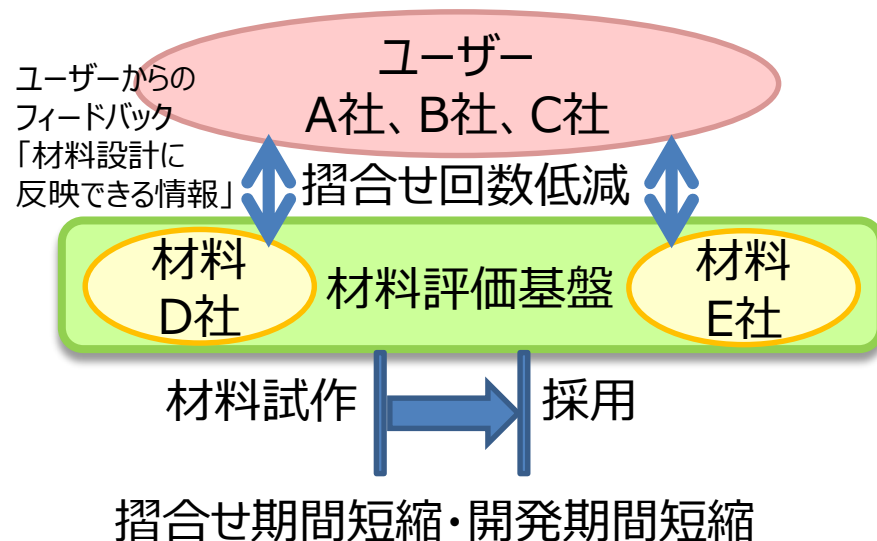 ユーザー
A社、B社、C社
ユーザーからの
フィードバック
「材料設計に
反映できる情報」
摺合せ回数低減
材料
D社
材料評価基盤
材料
E社
材料試作
採用
摺合せ期間短縮・開発期間短縮